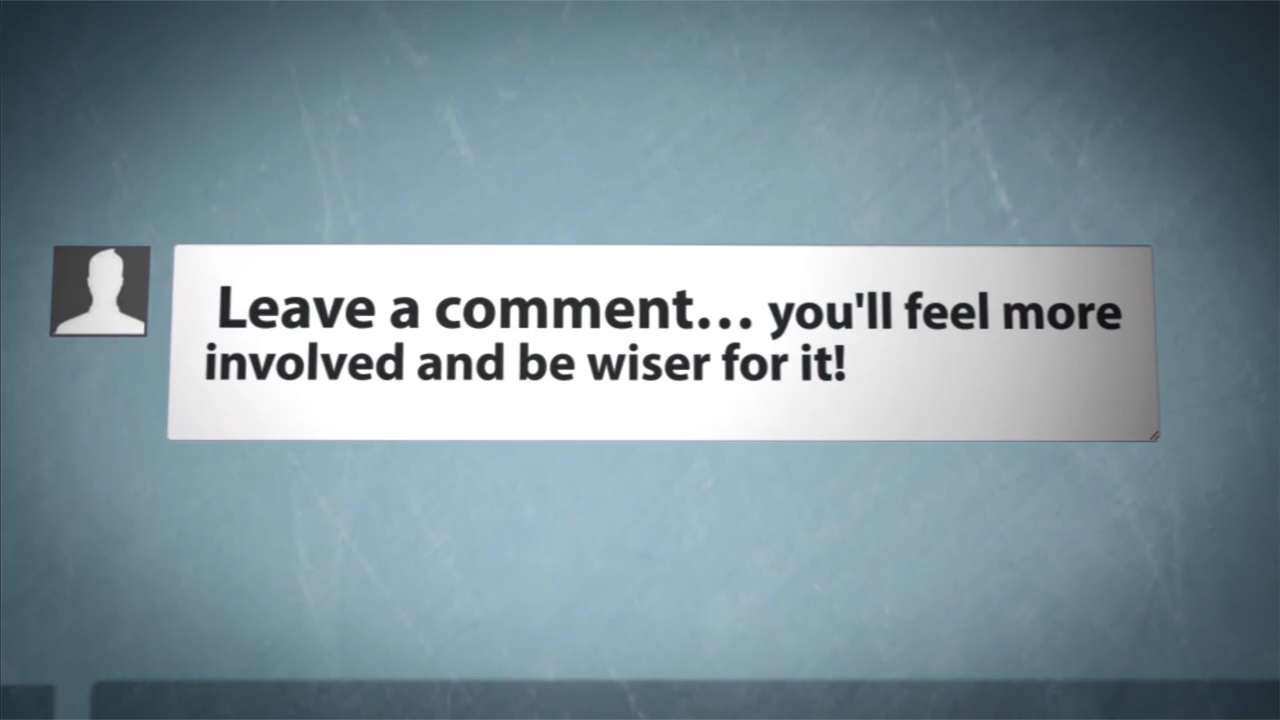 Leave a comment… you'll feel more
involved and be wiser for it!